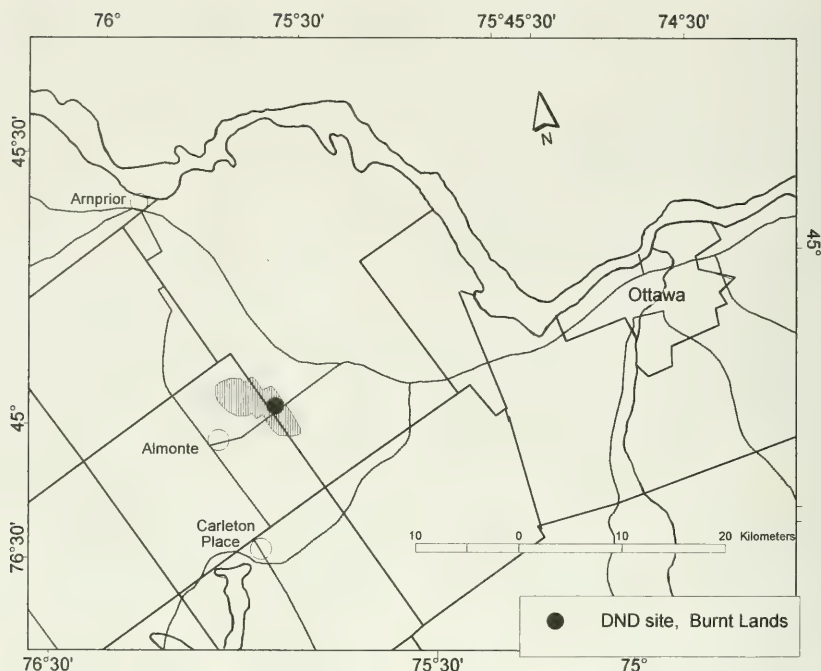 76° 75°30' 75°45'30' 74°30'
45°30'
Arnprior
45°
Ottawa
45°
Almonte
Carleton
Place
76°30'
10 0 10 20 Kilometers
N
DND site, Burnt Lands
76°30' 75°30' 75°